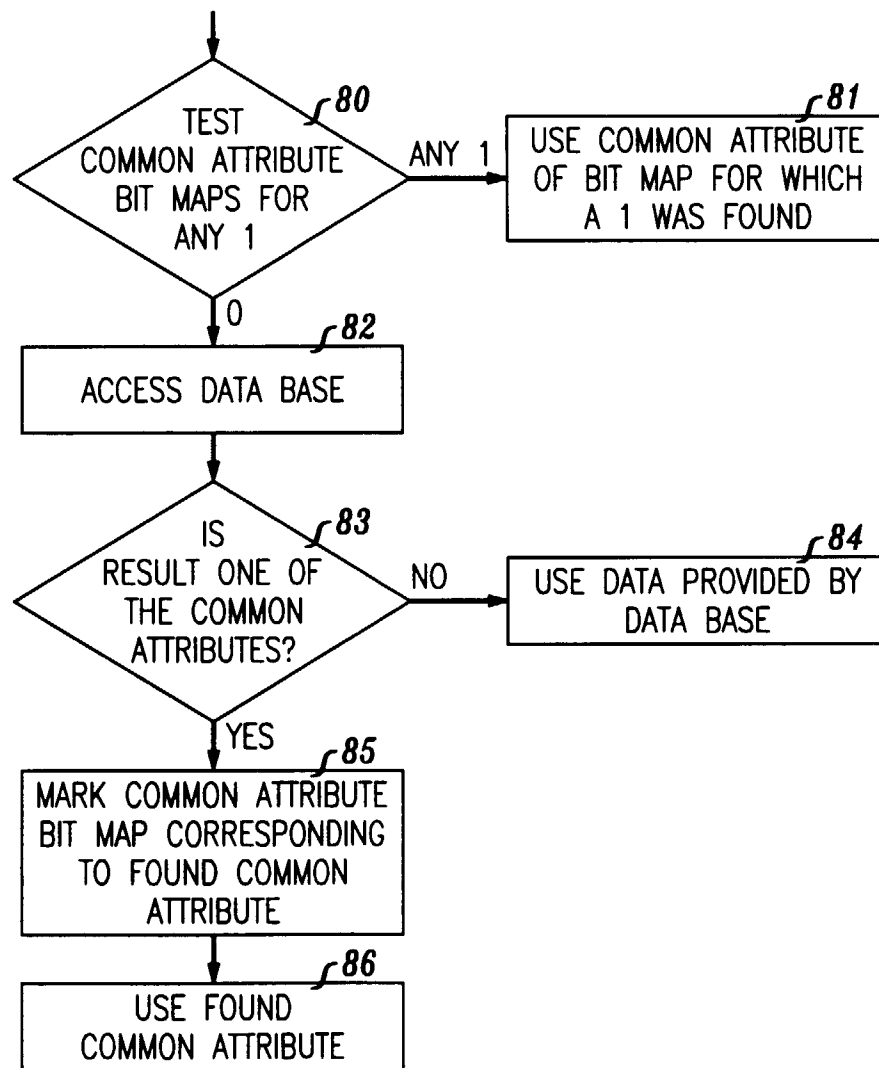 80
TEST
COMMON ATTRIBUTE
BIT MAPS FOR
ANY 1
ANY 1
81
USE COMMON ATTRIBUTE
OF BIT MAP FOR WHICH
A 1 WAS FOUND
0
82
ACCESS DATA BASE
83
IS
RESULT ONE OF
THE COMMON
ATTRIBUTES?
NO
84
USE DATA PROVIDED BY
DATA BASE
YES
85
MARK COMMON ATTRIBUTE
BIT MAP CORRESPONDING
TO FOUND COMMON
ATTRIBUTE
86
USE FOUND
COMMON ATTRIBUTE